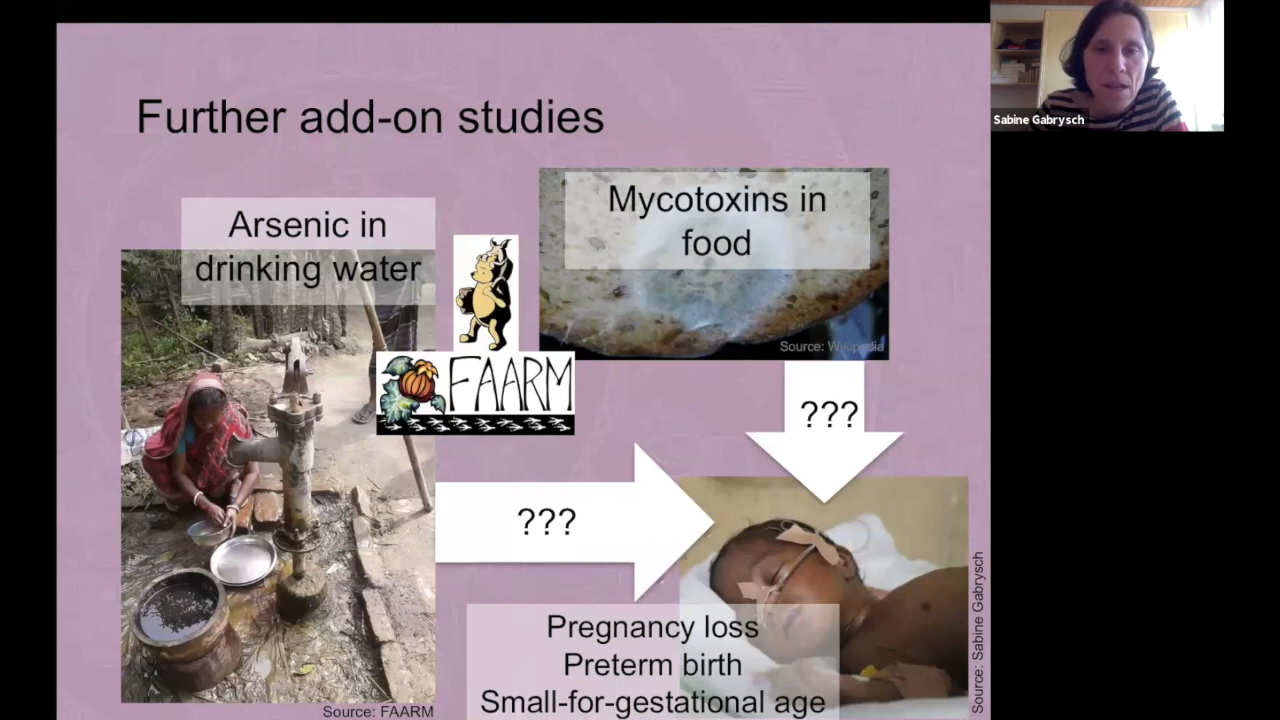 Further add-on studies
Arsenic in
drinking water
Mycotoxins in
food
Source: Wikipedia
FAARM
???
???
Pregnancy loss
Preterm birth
Small-for-gestational age
Source: FAARM
Source: Sabine Gabrysch
Sabine Gabrysch